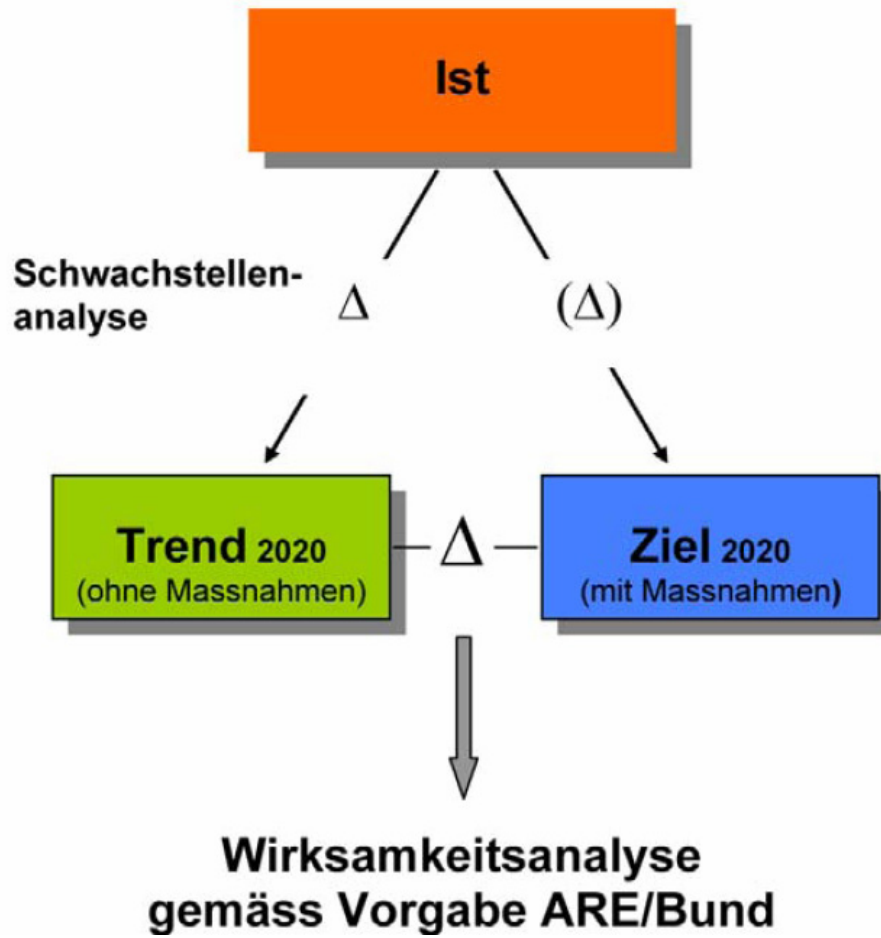 Ist
Schwachstellen-
analyse
Δ
(Δ)
Trend 2020
(ohne Massnahmen)
Δ
Ziel 2020
(mit Massnahmen)
Wirksamkeitsanalyse
gemäss Vorgabe ARE/Bund